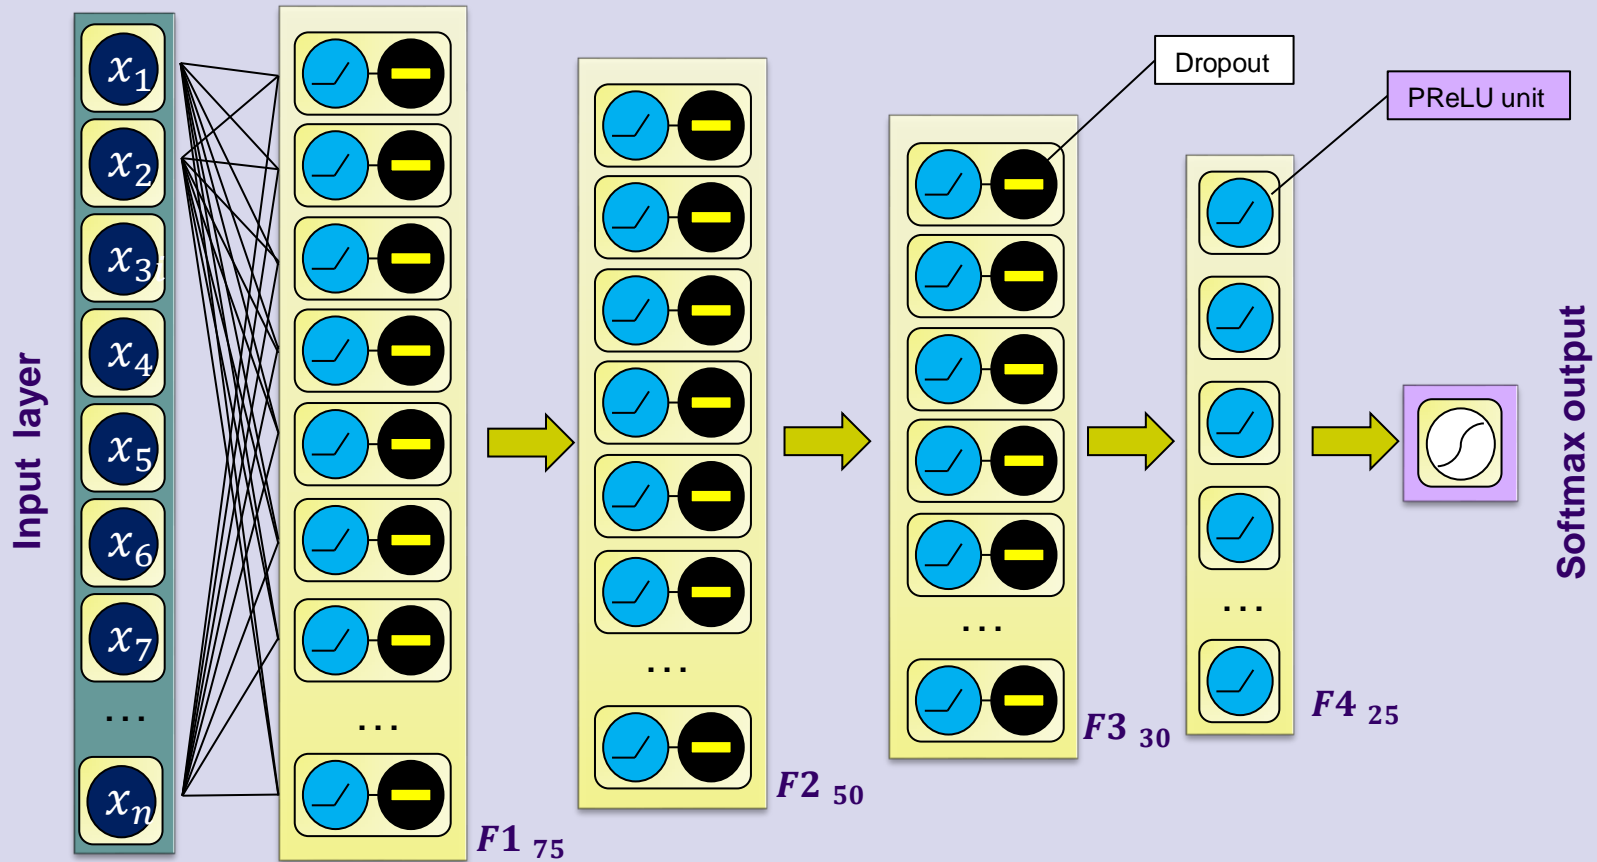 Input layer
x1
x2
x3i
x4
x5
x6
x7
...
xn
...
F1 75
...
F2 50
Dropout
...
F3 30
PReLU unit
...
F4 25
Softmax output